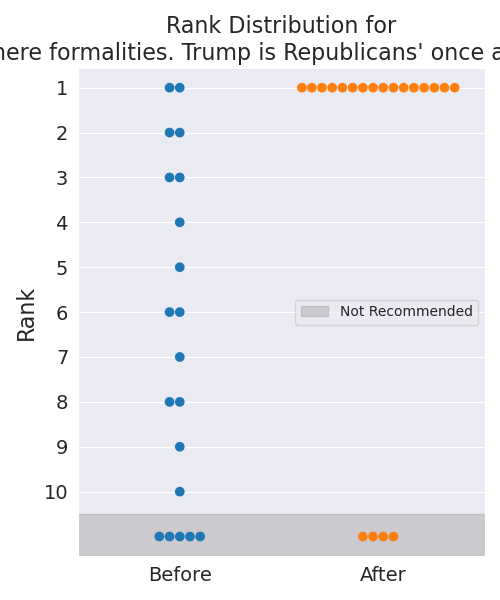 Rank Distribution for
nere formalities. Trump is Republicans' once a
1
2
3
4
5
6
7
8
9
10
Rank
Not Recommended
Before
After